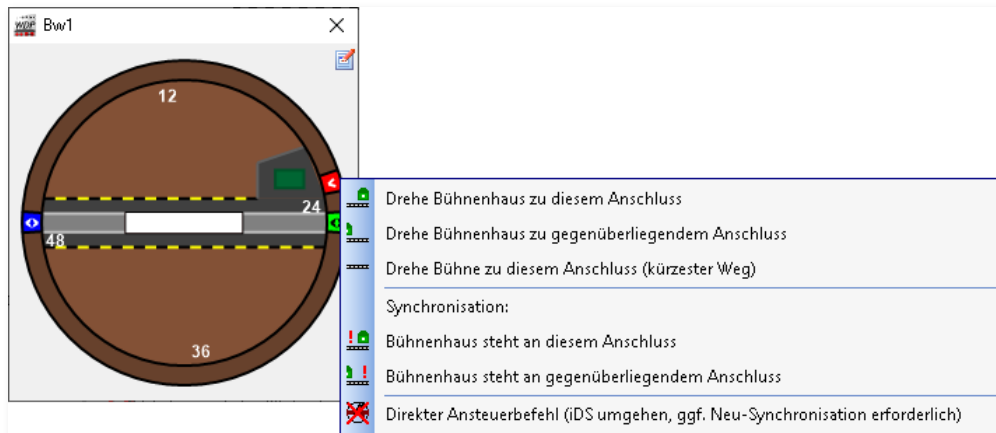 WDP Bw1
12
24
48
36
Drehe Bühnenhaus zu diesem Anschluss
Drehe Bühnenhaus zu gegenüberliegendem Anschluss
Drehe Bühne zu diesem Anschluss (kürzester Weg)
Synchronisation:
Bühnenhaus steht an diesem Anschluss
Bühnenhaus steht an gegenüberliegendem Anschluss
Direkter Ansteuerbefehl (iDS umgehen, ggf. Neu-Synchronisation erforderlich)